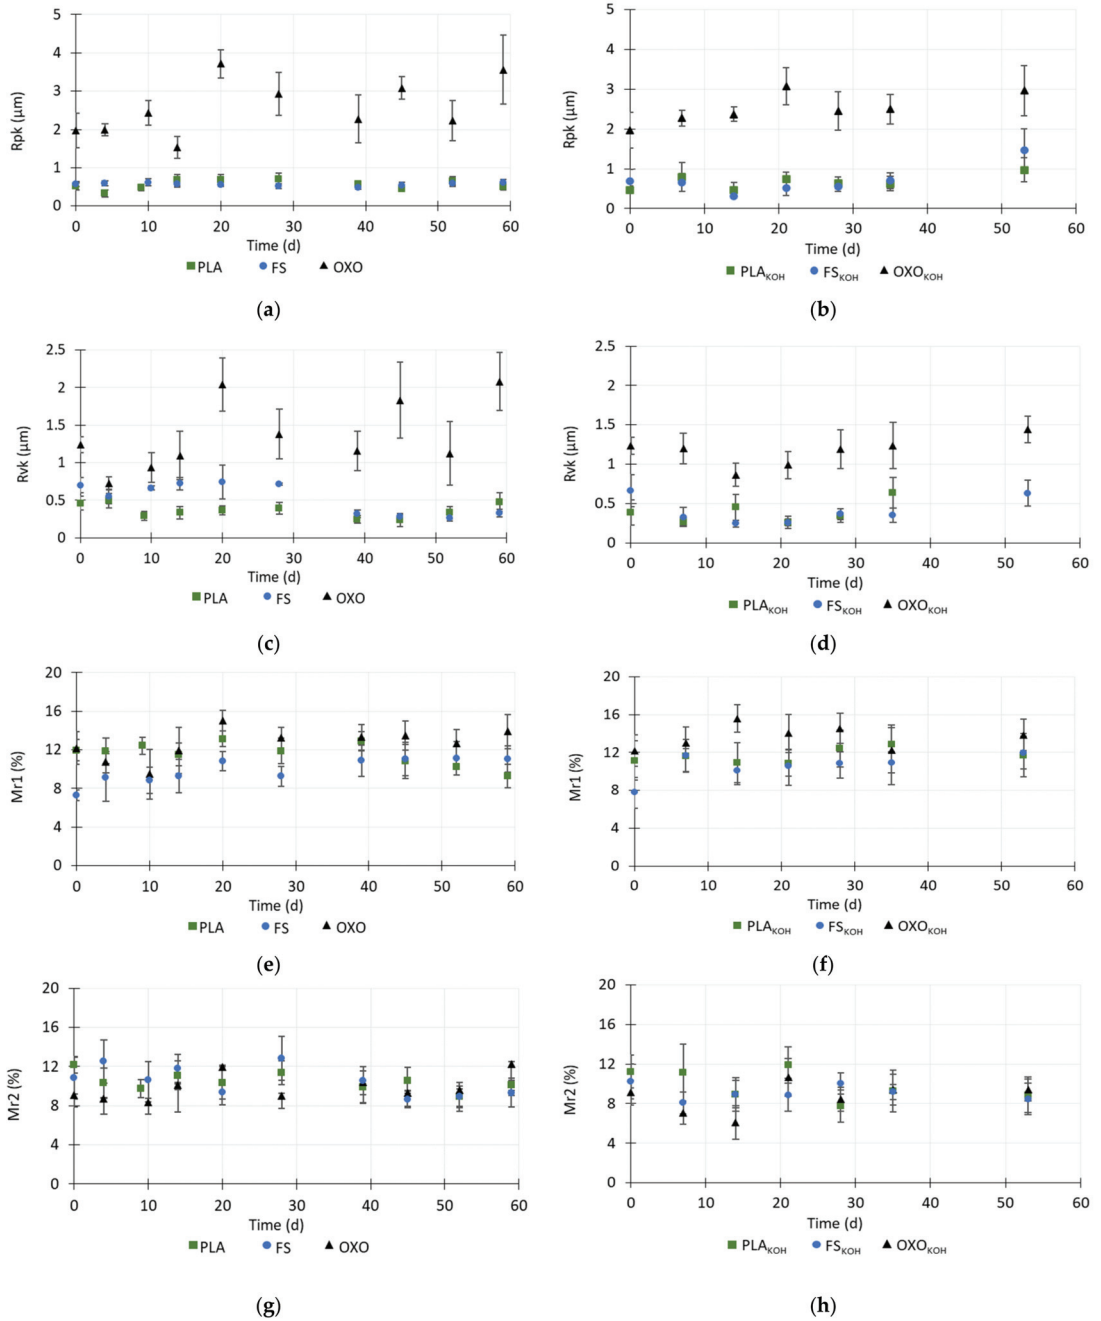 5
4
3
2
1
0
Rpk (μm)
0 10 20 30 40 50 60
Time (d)
PLA FS OXO
(a)
5
4
3
2
1
0
Rpk (μm)
0 10 20 30 40 50 60
Time (d)
PLAKOH FSKOH OXOKOH
(b)
2.5
2
1.5
1
0.5
0
Rvk (μm)
0 10 20 30 40 50 60
Time (d)
PLA FS OXO
(c)
2.5
2
1.5
1
0.5
0
Rvk (μm)
0 10 20 30 40 50 60
Time (d)
PLAKOH FSKOH OXOKOH
(d)
20
16
12
8
4
0
Mr1 (%)
0 10 20 30 40 50 60
Time (d)
PLA FS OXO
(e)
20
16
12
8
4
0
Mr1 (%)
0 10 20 30 40 50 60
Time (d)
PLAKOH FSKOH OXOKOH
(f)
20
16
12
8
4
0
Mr2 (%)
0 10 20 30 40 50 60
Time (d)
PLA FS OXO
(g)
20
16
12
8
4
0
Mr2 (%)
0 10 20 30 40 50 60
Time (d)
PLAKOH FSKOH OXOKOH
(h)